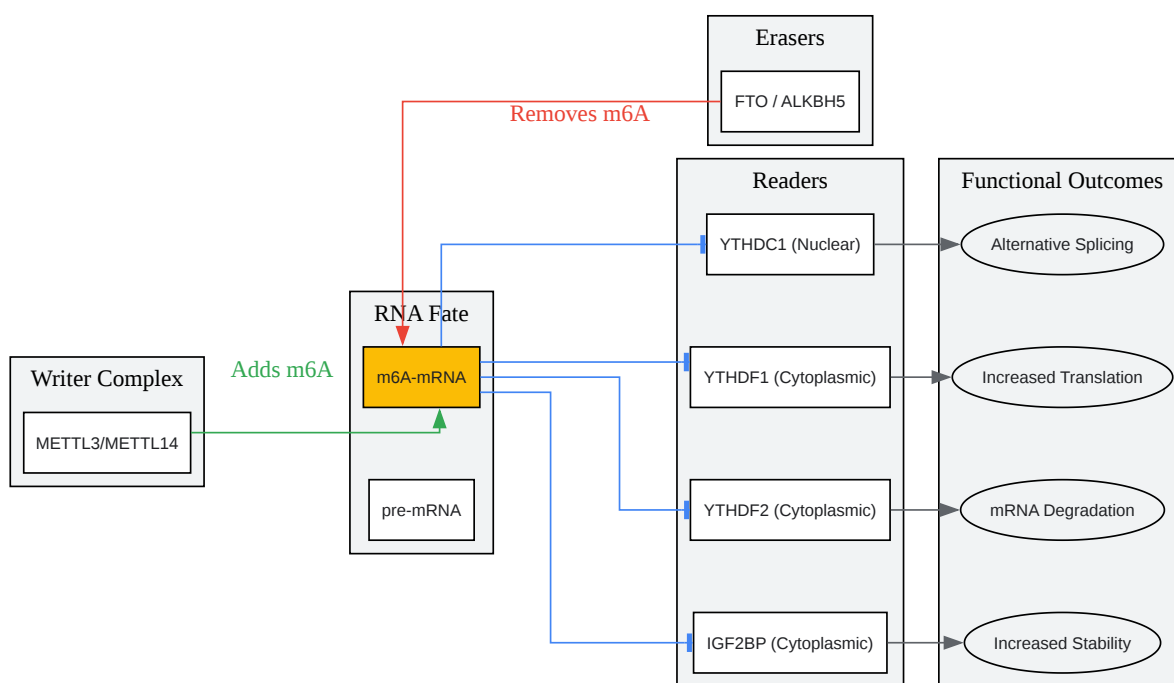 Erasers
FTO / ALKBH5
Removes m6A
Readers
Functional Outcomes
YTHDC1 (Nuclear)
Alternative Splicing
RNA Fate
Writer Complex
Adds m6A
m6A-mRNA
YTHDF1 (Cytoplasmic)
Increased Translation
METTL3/METTL14
pre-mRNA
YTHDF2 (Cytoplasmic)
mRNA Degradation
IGF2BP (Cytoplasmic)
Increased Stability